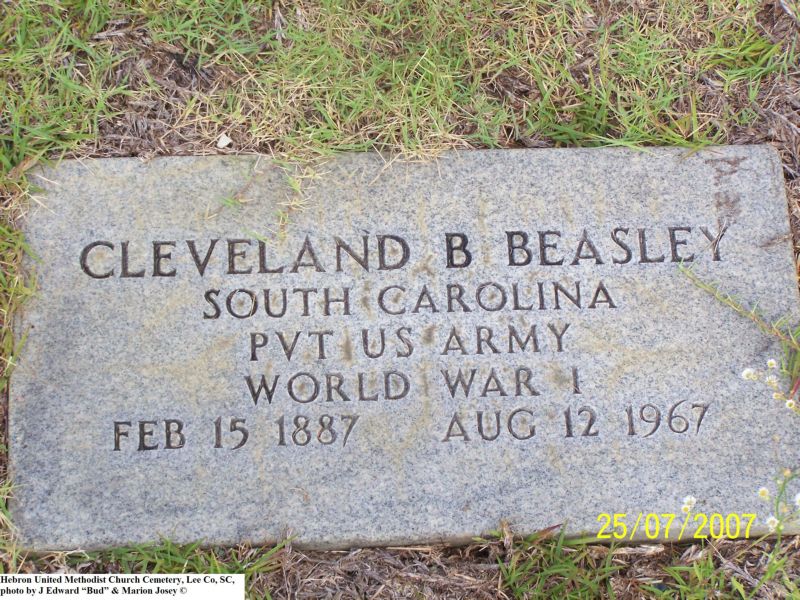 CLEVELAND B BEASLEY
SOUTH CAROLINA
PVT US ARMY
WORLD WAR I
FEB 15 1887 AUG 12 1967
25/07/2007
Hebron United Methodist Church Cemetery, Lee Co, SC,
photo by J Edward “Bud” & Marion Josey ©